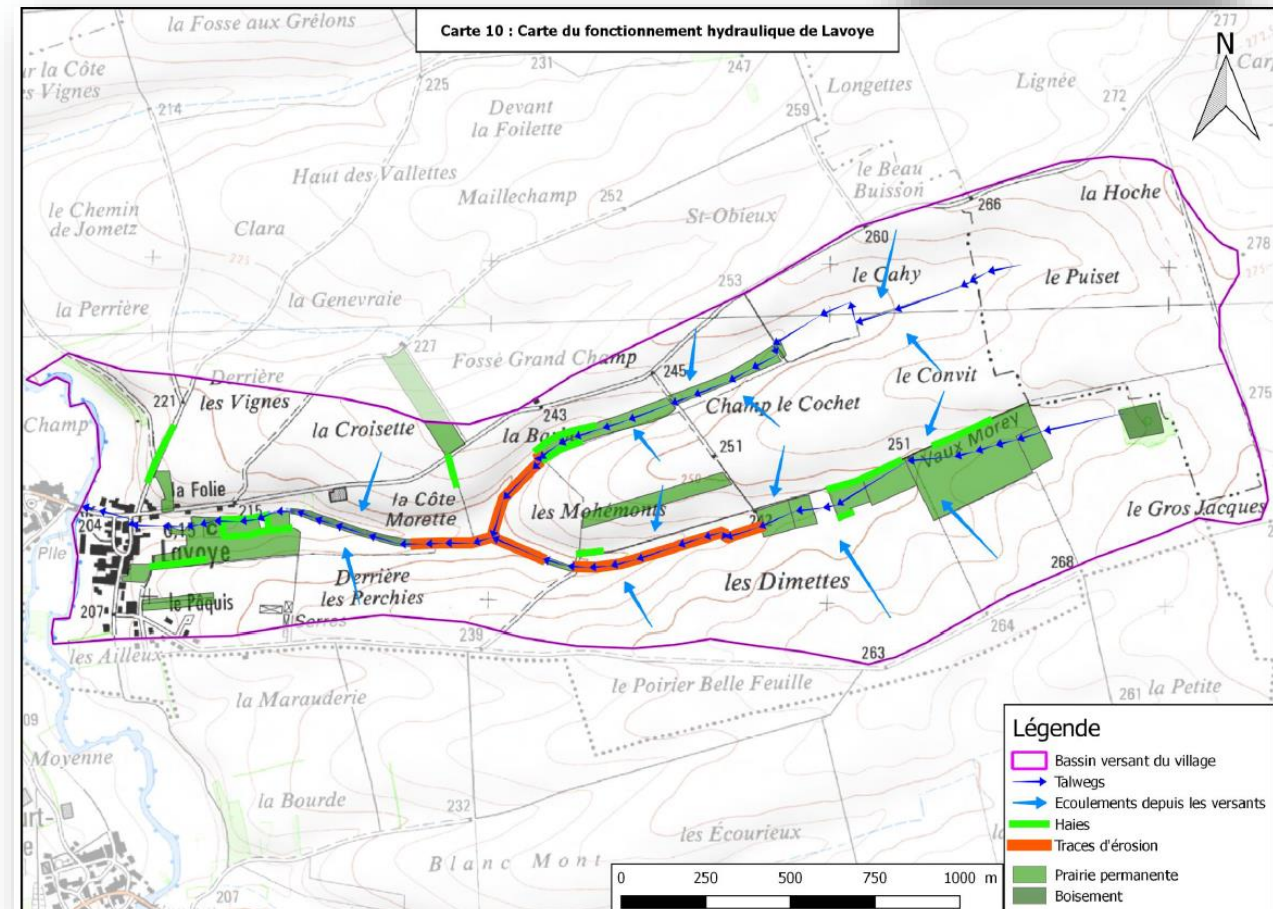 Carte 10 : Carte du fonctionnement hydraulique de Lavoye
N
la Fosse aux Grêlons
277
231
247
Longettes
Lignée
272
la Côte
es Vignes
214
225
Devant
la Foilette
259
le Beau
Buisson
Haut des Vallettes
Maillechamp
252
St-Obieux
266
la Hoche
le Chemin
de Jometz
Clara
260
278
253
le Cahy
le Puiset
la Perrière
la Genevraie
227
Fossé Grand Champ
245
le Convit
221
Derrière
les Vignes
243
Champ le Cochet
275
Champ
la Croisette
251
251
Vaux Morey
la Folie
la Côte
Morette
les Mohémonts
le Gros Jacques
204
215
0,15 c
Lavoye
Plle
268
Derrière
les Perchies
les Dimettes
le Pâquis
207
Serres
239
264
les Ailleux
263
le Poirier Belle Feuille
la Marauderie
261
la Petite
Moyenne
la Bourde
232
les Écourieux
Blanc Mont
207
Légende
Bassin versant du village
Talwegs
Ecoulements depuis les versants
Haies
Traces d'érosion
Prairie permanente
Boisement
0 250 500 750 1000 m